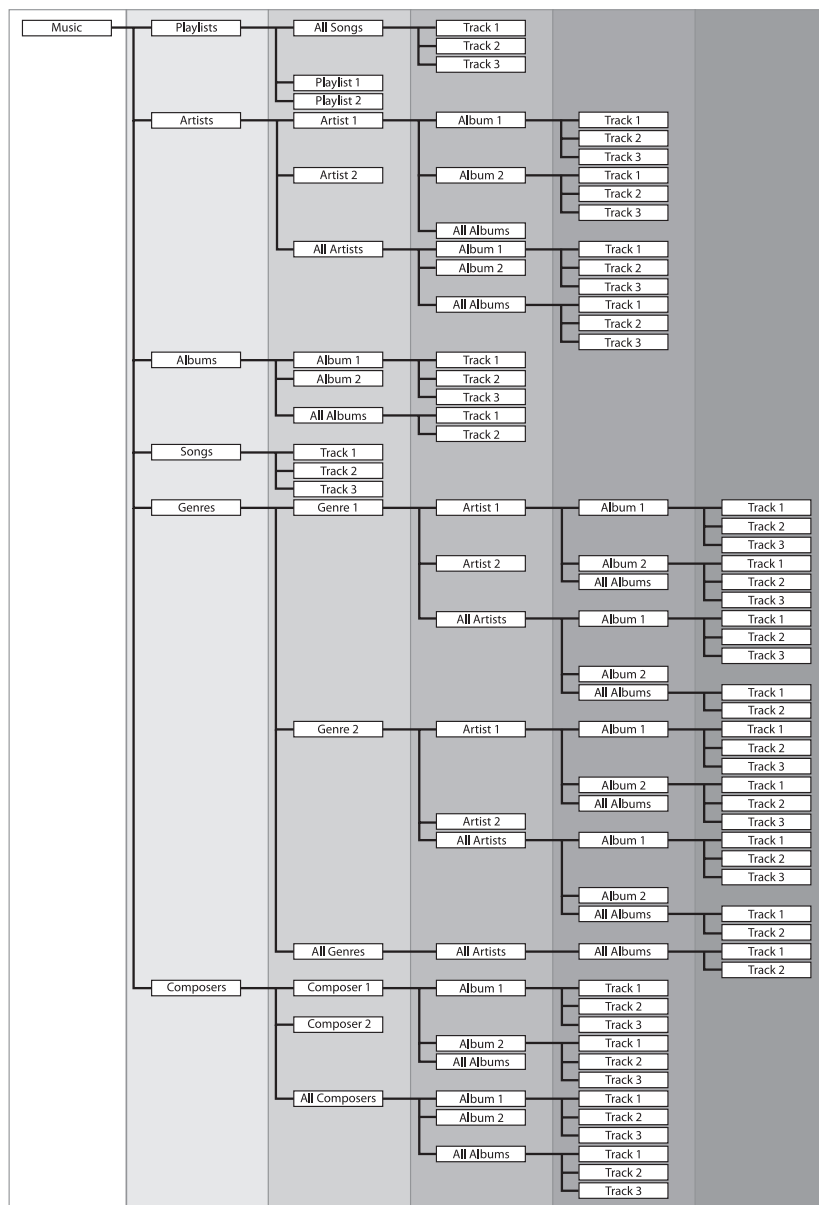 Music Playlists All Songs Track 1
Track 2
Track 3
Playlist 1
Playlist 2
Artists Artist 1 Album 1 Track 1
Track 2
Track 3
Artist 2 Album 2 Track 1
Track 2
Track 3
All Albums
All Artists Album 1 Track 1
Album 2 Track 2
Track 3
All Albums Track 1
Track 2
Track 3
Albums Album 1 Track 1
Album 2 Track 2
Track 3
All Albums Track 1
Track 2
Songs Track 1
Track 2
Track 3
Genres Genre 1 Artist 1 Album 1 Track 1
Track 2
Track 3
Artist 2 Album 2 Track 1
All Albums Track 2
Track 3
All Artists Album 1 Track 1
Track 2
Track 3
Album 2
All Albums Track 1
Track 2
Genre 2 Artist 1 Album 1 Track 1
Track 2
Track 3
Album 2 Track 1
All Albums Track 2
Artist 2 Track 3
All Artists Album 1 Track 1
Track 2
Track 3
Album 2
All Albums Track 1
Track 2
All Genres All Artists All Albums Track 1
Track 2
Composers Composer 1 Album 1 Track 1
Track 2
Composer 2 Track 3
Album 2 Track 1
All Albums Track 2
Track 3
All Composers Album 1 Track 1
Album 2 Track 2
Track 3
All Albums Track 1
Track 2
Track 3